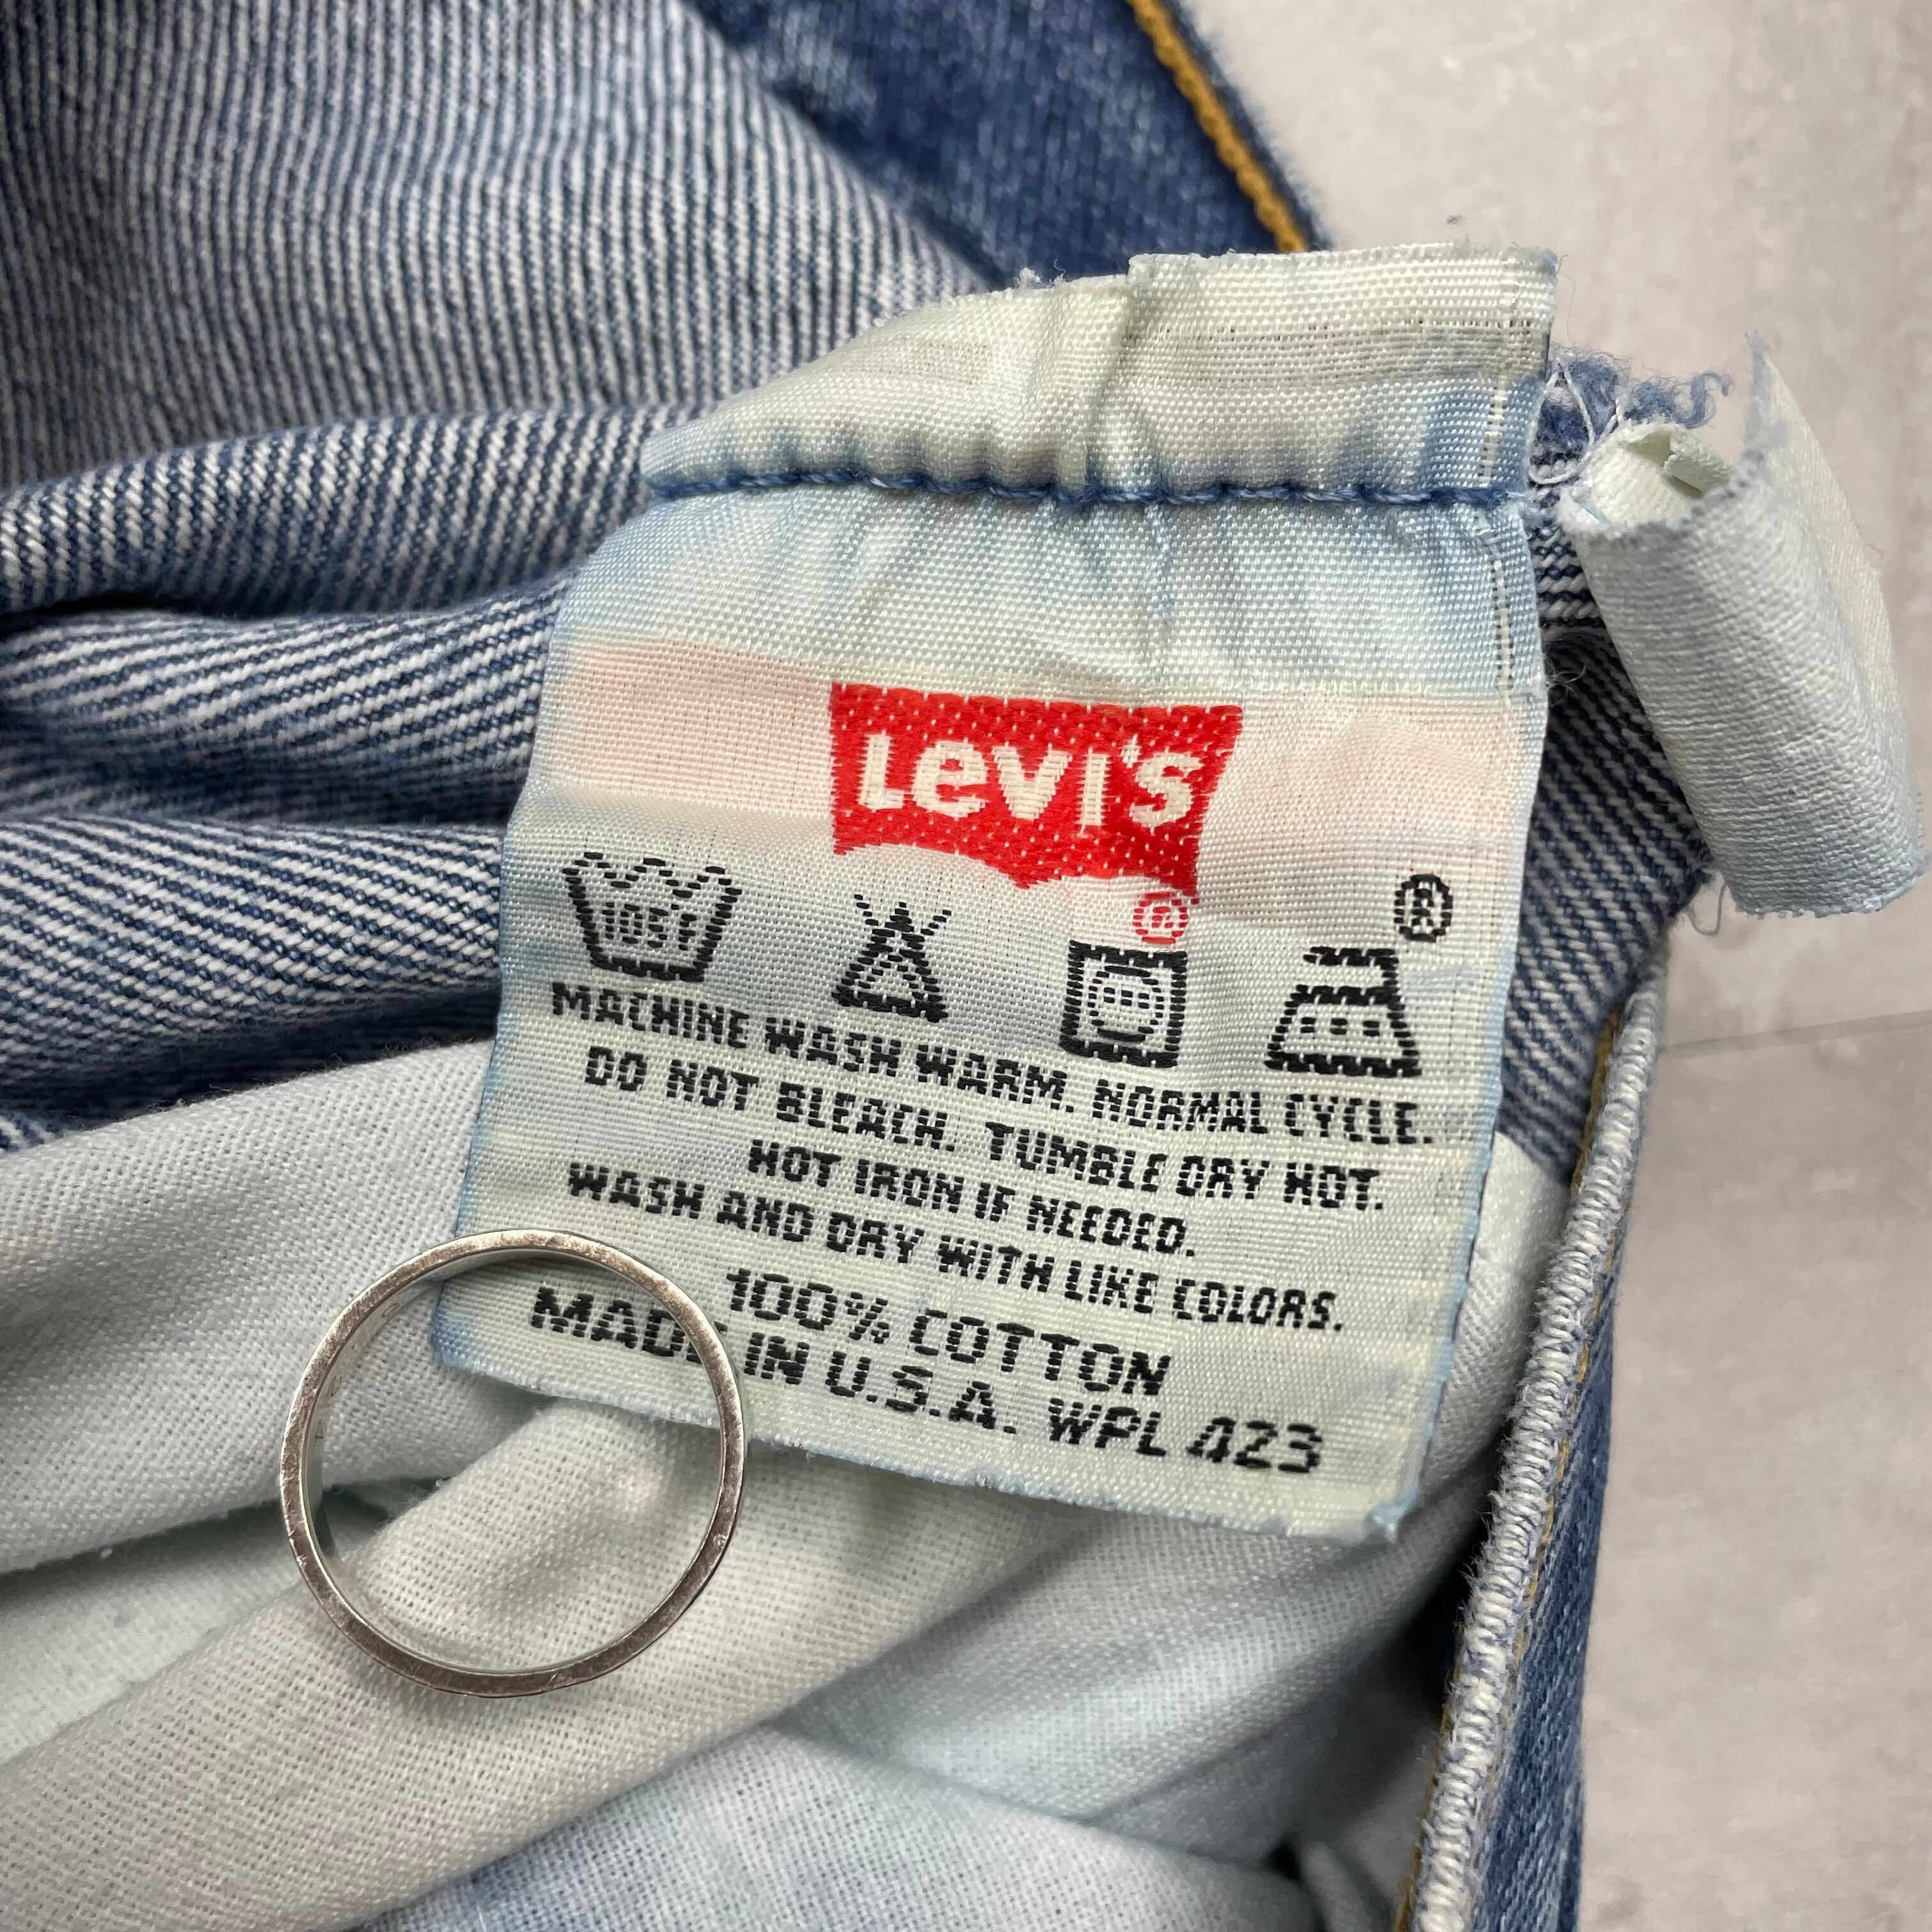 Levi's
®
105F
®
MACHINE WASH WARM. NORMAL CYCLE.
DO NOT BLEACH. TUMBLE DRY HOT.
HOT IRON IF NEEDED.
WASH AND DRY WITH LIKE COLORS.
100% COTTON
MADE IN U.S.A. WPL 423